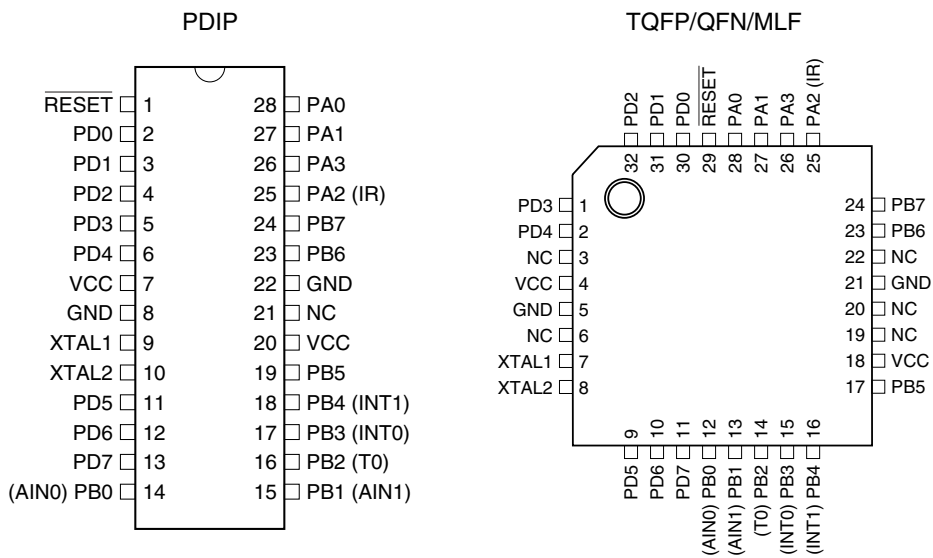 PDIP
RESET 1 28 PA0
PD0 2 27 PA1
PD1 3 26 PA3
PD2 4 25 PA2 (IR)
PD3 5 24 PB7
PD4 6 23 PB6
VCC 7 22 GND
GND 8 21 NC
XTAL1 9 20 VCC
XTAL2 10 19 PB5
PD5 11 18 PB4 (INT1)
PD6 12 17 PB3 (INT0)
PD7 13 16 PB2 (T0)
(AIN0) PB0 14 15 PB1 (AIN1)
TQFP/QFN/MLF
PD2 PD1 PD0 RESET PA0 PA1 PA3 PA2 (IR)
32 31 30 29 28 27 26 25
PD3 1 24 PB7
PD4 2 23 PB6
NC 3 22 NC
VCC 4 21 GND
GND 5 20 NC
NC 6 19 NC
XTAL1 7 18 VCC
XTAL2 8 17 PB5
9 10 11 12 13 14 15 16
PD5 PD6 PD7 (AIN0) PB0 (AIN1) PB1 (T0) PB2 (INT0) PB3 (INT1) PB4